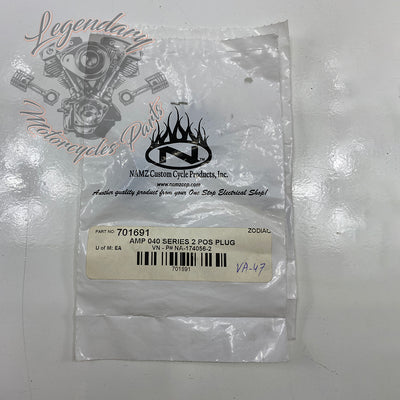 Legendary
Motorcycles Parts
N
NAMZ Custom Cycle Products, Inc.
www.namzccp.com
Another quality product from your One Stop Electrical Shop!
PART NO 701691
ZODIAC
AMP 040 SERIES 2 POS PLUG
U of M: EA
VN - P# NA-174056-2
701691
VA-47